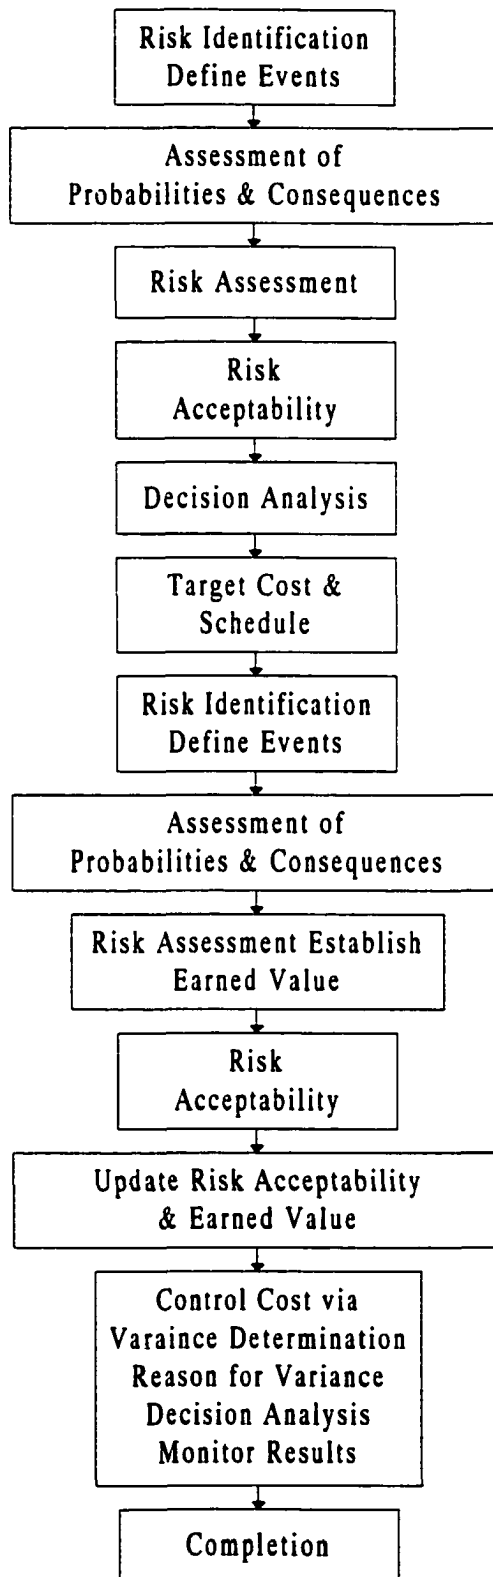 Risk Identification
Define Events
Assessment of
Probabilities & Consequences
Risk Assessment
Risk
Acceptability
Decision Analysis
Target Cost &
Schedule
Risk Identification
Define Events
Assessment of
Probabilities & Consequences
Risk Assessment Establish
Earned Value
Risk
Acceptability
Update Risk Acceptability
& Earned Value
Control Cost via
Varaince Determination
Reason for Variance
Decision Analysis
Monitor Results
Completion